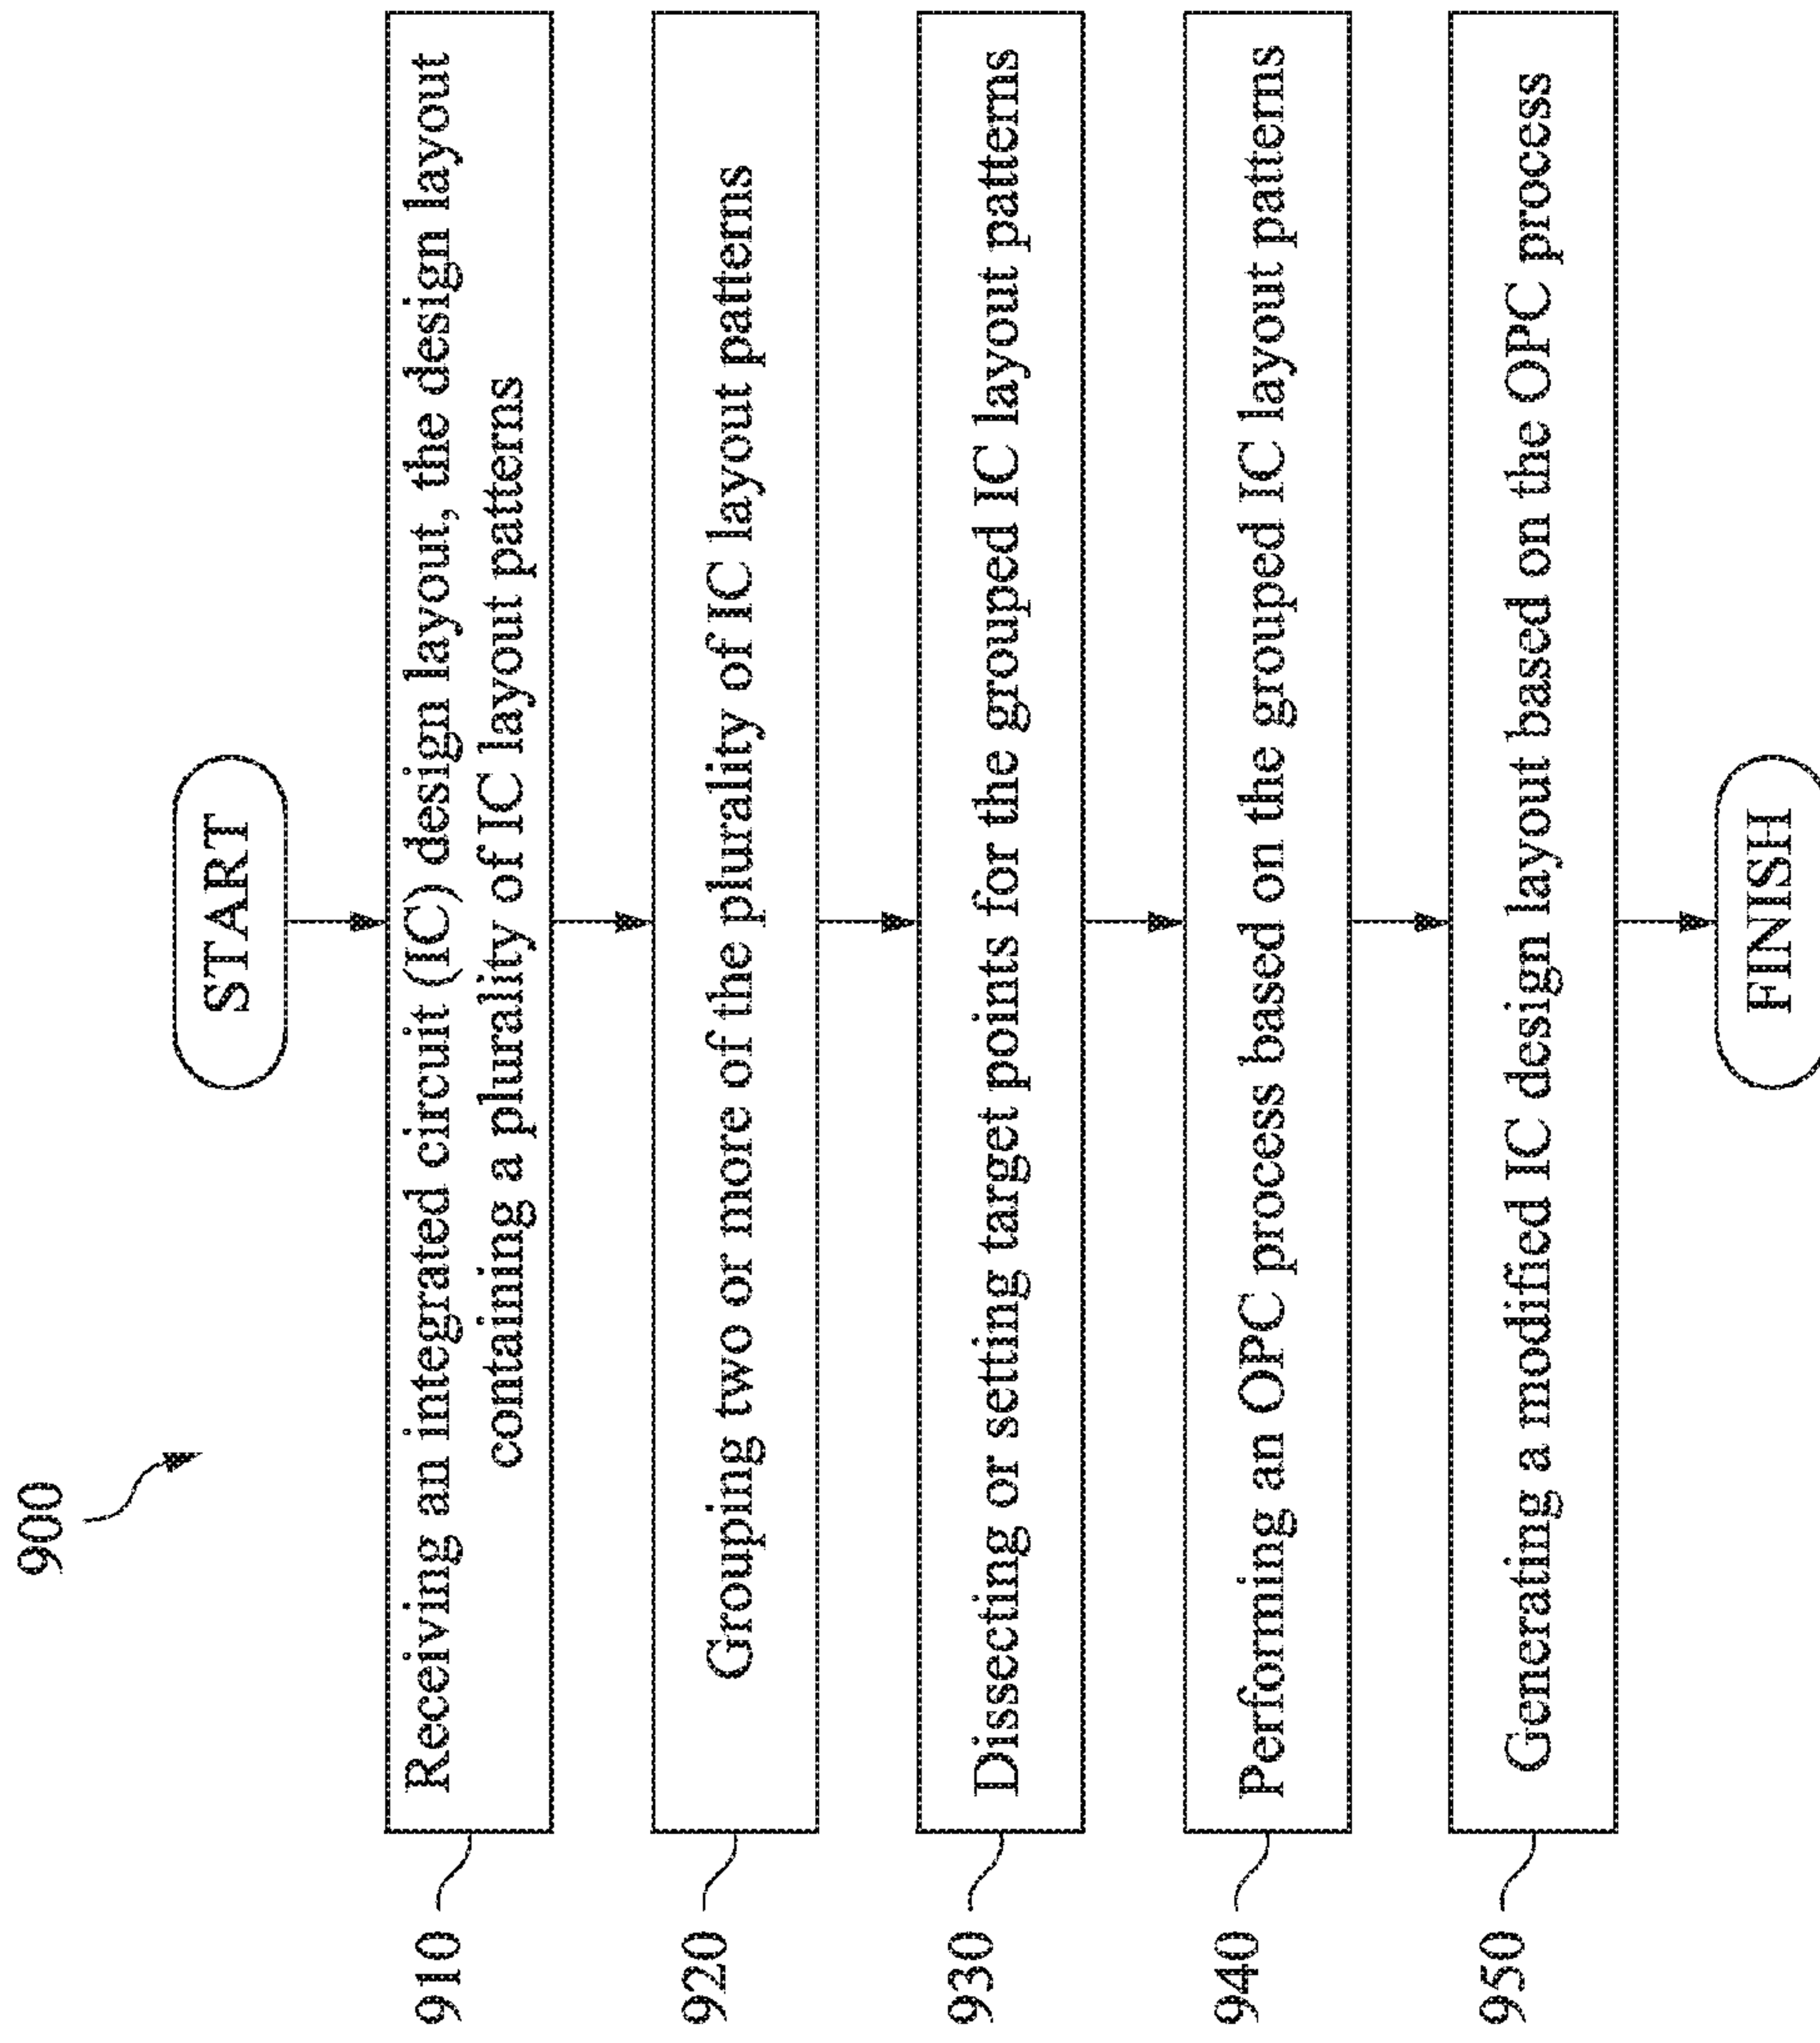 900
START
910
Receiving an integrated circuit (IC) design layout, the design layout
containing a plurality of IC layout patterns
920
Grouping two or more of the plurality of IC layout patterns
930
Dissecting or setting target points for the grouped IC layout patterns
940
Performing an OPC process based on the grouped IC layout patterns
950
Generating a modified IC design layout based on the OPC process
FINISH